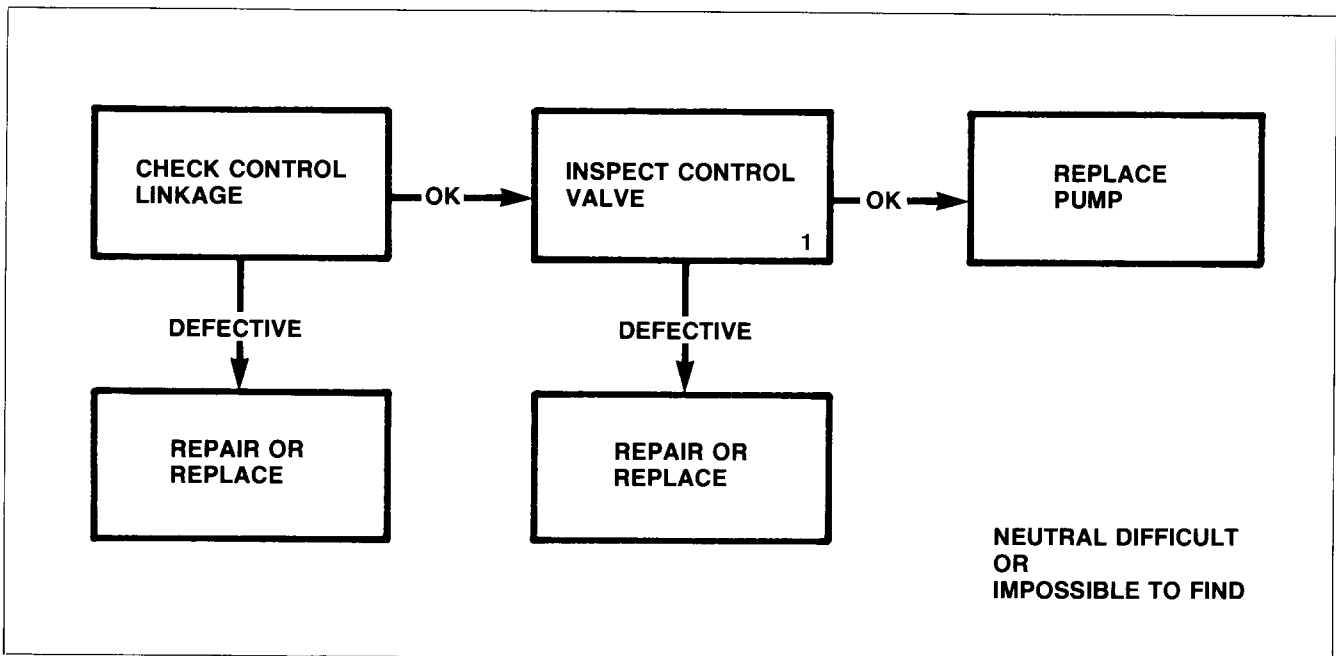 CHECK CONTROL
LINKAGE
OK
INSPECT CONTROL
VALVE
1
OK
REPLACE
PUMP
DEFECTIVE
DEFECTIVE
REPAIR OR
REPLACE
REPAIR OR
REPLACE
NEUTRAL DIFFICULT
OR
IMPOSSIBLE TO FIND